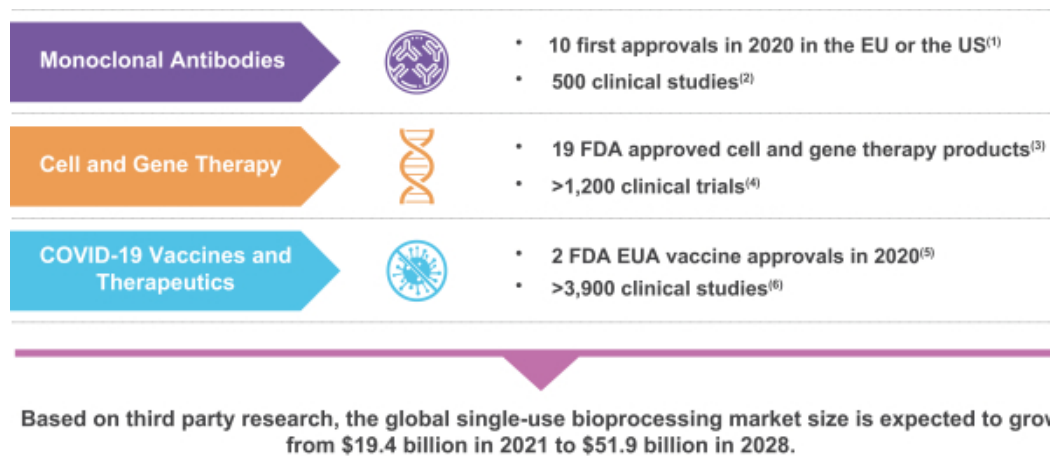 Monoclonal Antibodies
• 10 first approvals in 2020 in the EU or the US(1)
• 500 clinical studies(2)
Cell and Gene Therapy
• 19 FDA approved cell and gene therapy products(3)
• >1,200 clinical trials(4)
COVID-19 Vaccines and
Therapeutics
• 2 FDA EUA vaccine approvals in 2020(5)
• >3,900 clinical studies(6)
Based on third party research, the global single-use bioprocessing market size is expected to grow
from $19.4 billion in 2021 to $51.9 billion in 2028.